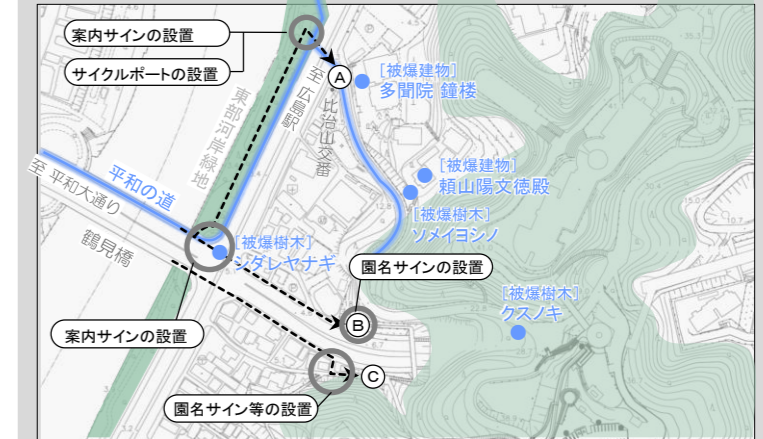 案内サインの設置
サイクルポートの設置
A
[被爆建物]
多聞院 鐘楼
至 広島駅
比治山交番
東部河岸緑地
[被爆建物]
頼山陽文徳殿
平和の道
至 平和大通り
[被爆樹木]
ソメイヨシノ
鶴見橋
[被爆樹木]
シダレヤナギ
園名サインの設置
[被爆樹木]
クスノキ
B
案内サインの設置
C
園名サイン等の設置